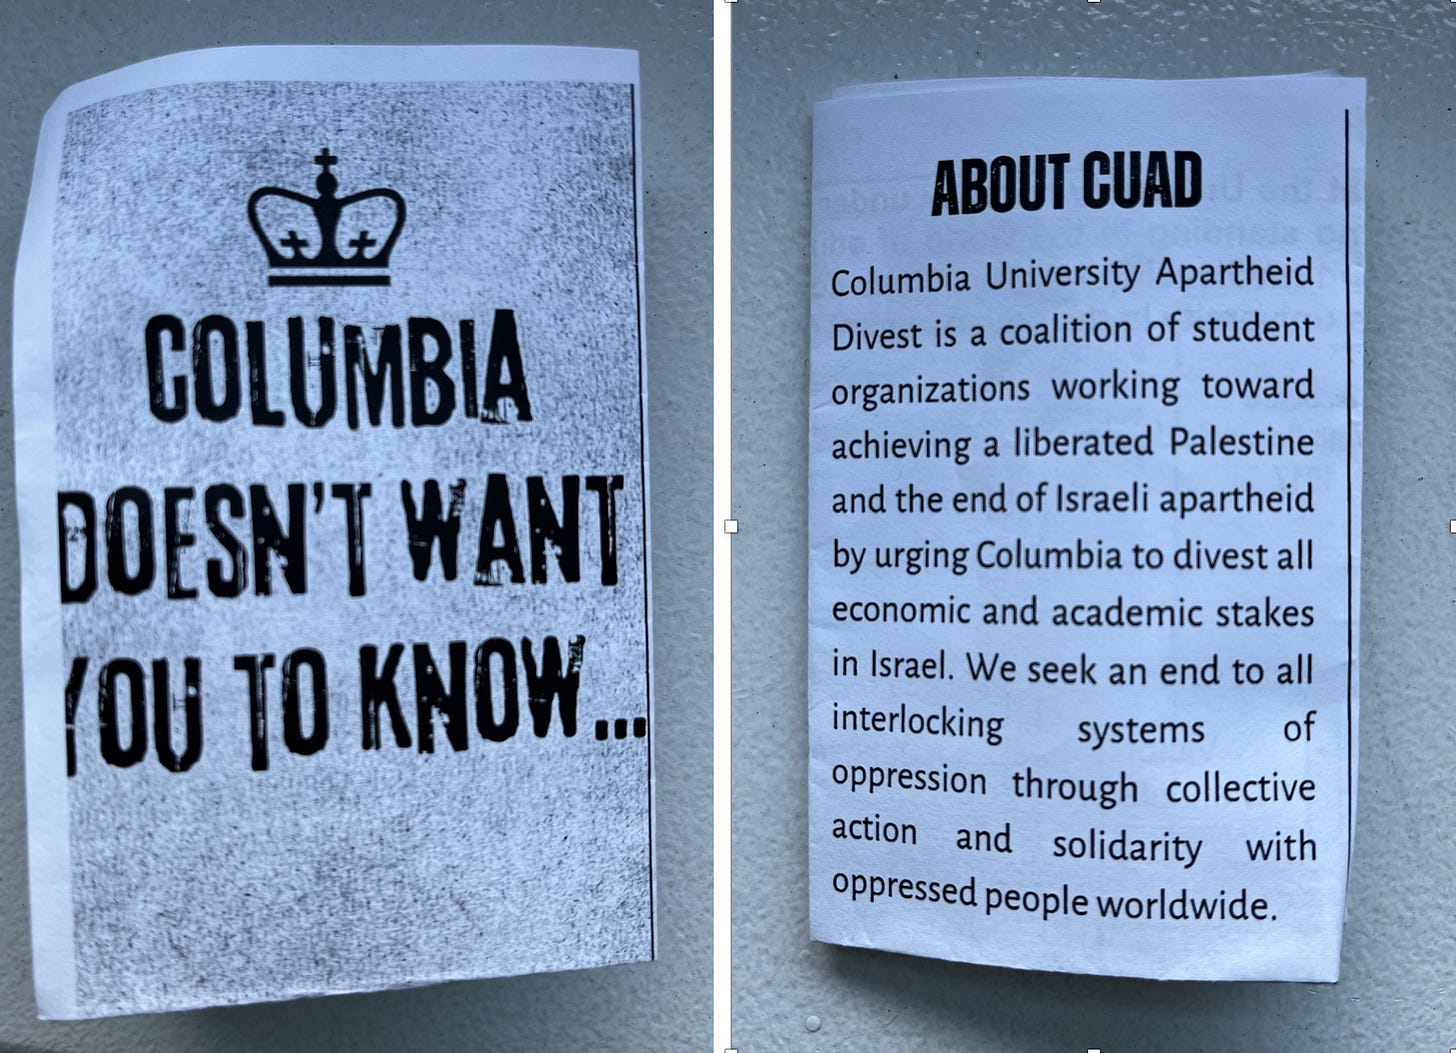 COLUMBIA
DOESN'T WANT
YOU TO KNOW...
ABOUT CUAD
Columbia University Apartheid
Divest is a coalition of student
organizations working toward
achieving a liberated Palestine
and the end of Israeli apartheid
by urging Columbia to divest all
economic and academic stakes
in Israel. We seek an end to all
interlocking systems of
oppression through collective
action and solidarity with
oppressed people worldwide.